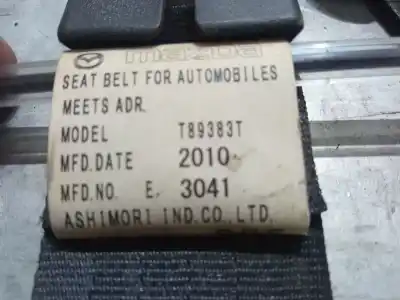 mazda
SEAT BELT FOR AUTOMOBILES
MEETS ADR.
MODEL T89383T
MFD.DATE 2010
MFD.NO. E. 3041
ASHIMORI IND.CO.,LTD.